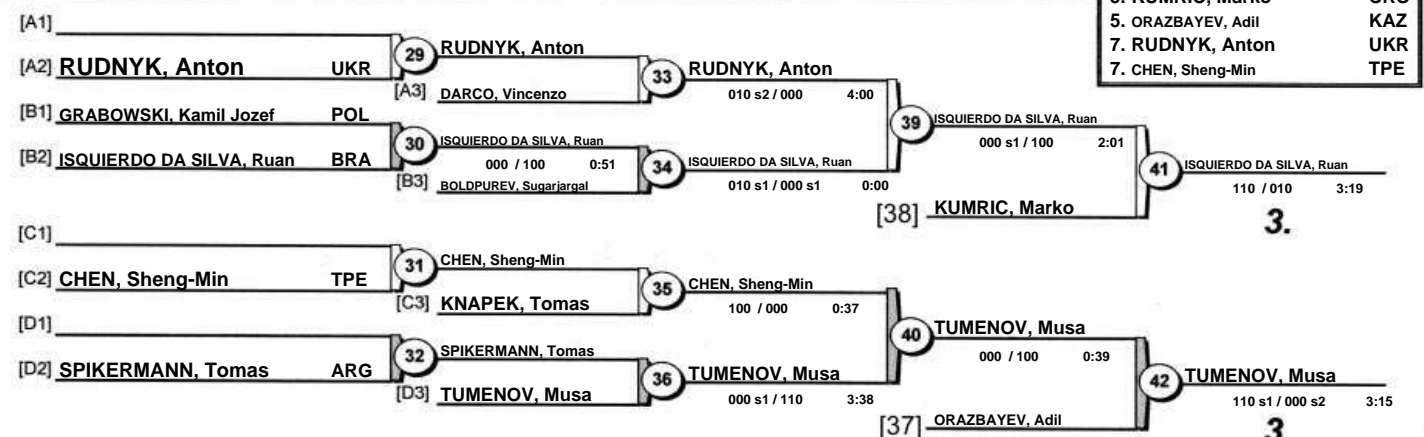 5. ORAZBAYEV, Adil KAZ
7. RUDNYK, Anton UKR
7. CHEN, Sheng-Min TPE
[A1]
[A2] RUDNYK, Anton UKR
29
RUDNYK, Anton
[A3] DARCO, Vincenzo
33
RUDNYK, Anton
010 s2 / 000 4:00
[B1] GRABOWSKI, Kamil Jozef POL
[B2] ISQUIERDO DA SILVA, Ruan BRA
30
ISQUIERDO DA SILVA, Ruan
000 / 100 0:51
[B3] BOLDPUREV, Sugarjargal
34
ISQUIERDO DA SILVA, Ruan
010 s1 / 000 s1 0:00
39
ISQUIERDO DA SILVA, Ruan
000 s1 / 100 2:01
[38] KUMRIC, Marko
41
ISQUIERDO DA SILVA, Ruan
110 / 010 3:19
3.
[C1]
[C2] CHEN, Sheng-Min TPE
31
CHEN, Sheng-Min
[C3] KNAPEK, Tomas
35
CHEN, Sheng-Min
100 / 000 0:37
[D1]
[D2] SPIKERMANN, Tomas ARG
32
SPIKERMANN, Tomas
[D3] TUMENOV, Musa
36
TUMENOV, Musa
000 s1 / 110 3:38
40
TUMENOV, Musa
000 / 100 0:39
[37] ORAZBAYEV, Adil
42
TUMENOV, Musa
110 s1 / 000 s2 3:15
3